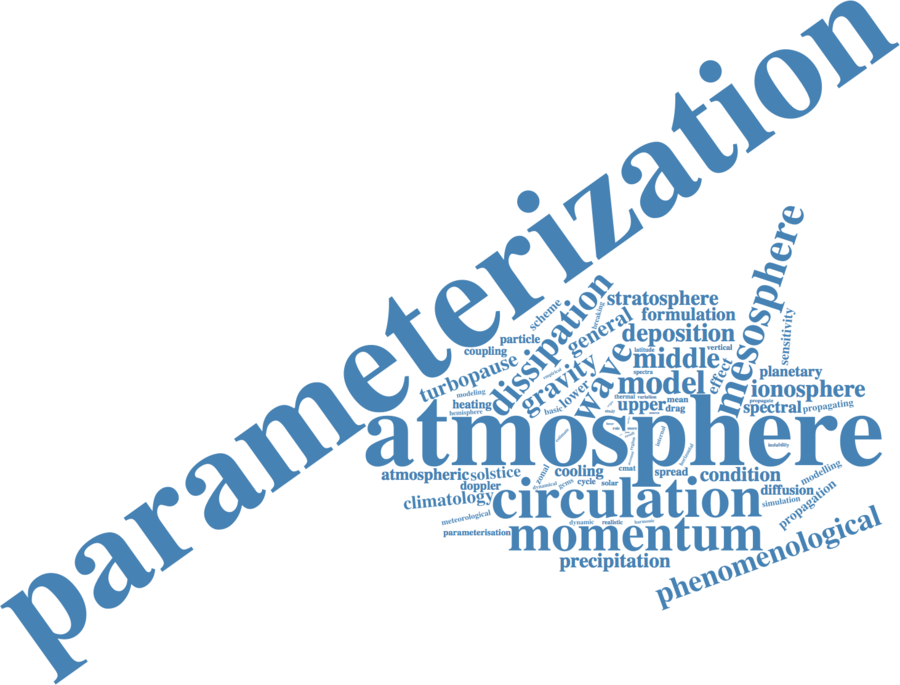 parameterization
mesosphere
dissipation
stratosphere
scheme
formulation
breaking
general
sensitivity
particle
deposition
coupling
wave
vertical
latitude
middle
turbopause
gravity
effect
planetary
spectra
model
lower
ionosphere
modeling
thermal
mean
heating
upper
drag
spectral
propagating
basic
hemisphere
atmosphere
internal
atmospheric
solstice
zonal
cooling
cmat
spread
condition
modelling
doppler
dynamical
gcms
cycle
solar
diffusion
climatology
circulation
simulation
propagation
meteorological
dynamic
realistic
harmonic
parameterisation
momentum
phenomenological
precipitation